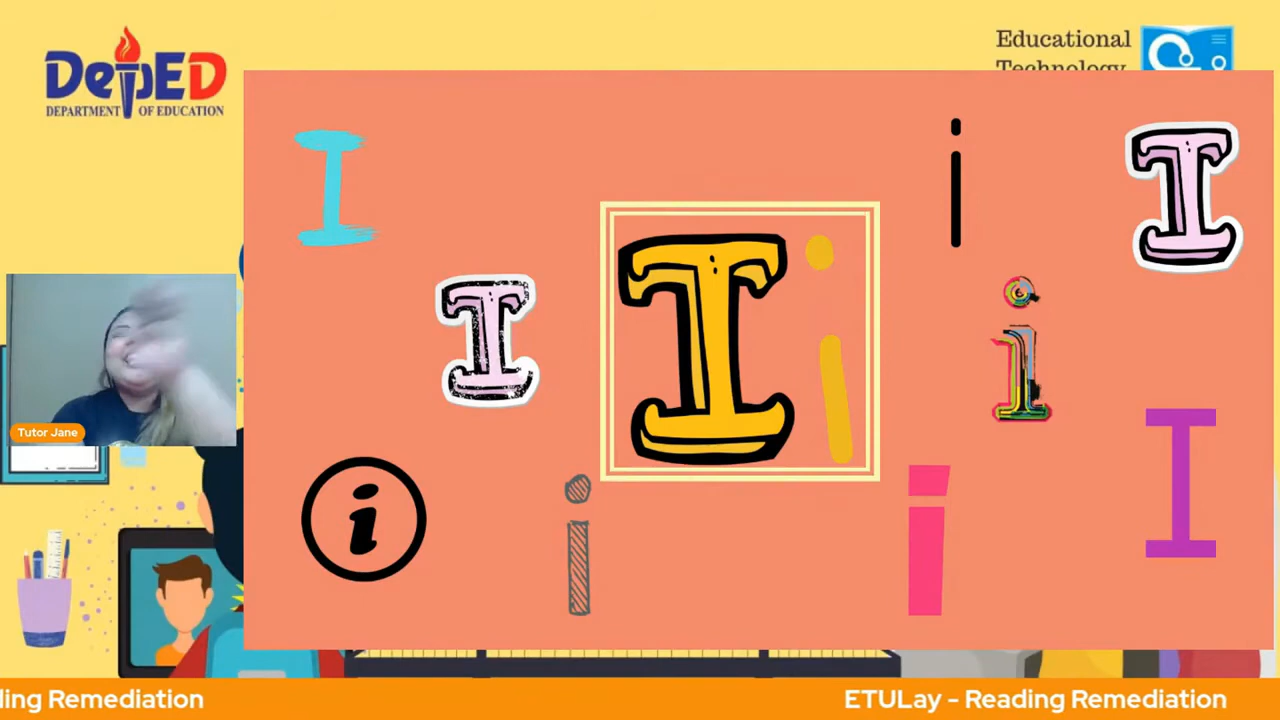 DepED
DEPARTMENT OF EDUCATION
Educational
Technology
I
i
I
I
I i
i
I
i
i
i
Tutor Jane
ding Remediation
ETULay - Reading Remediation